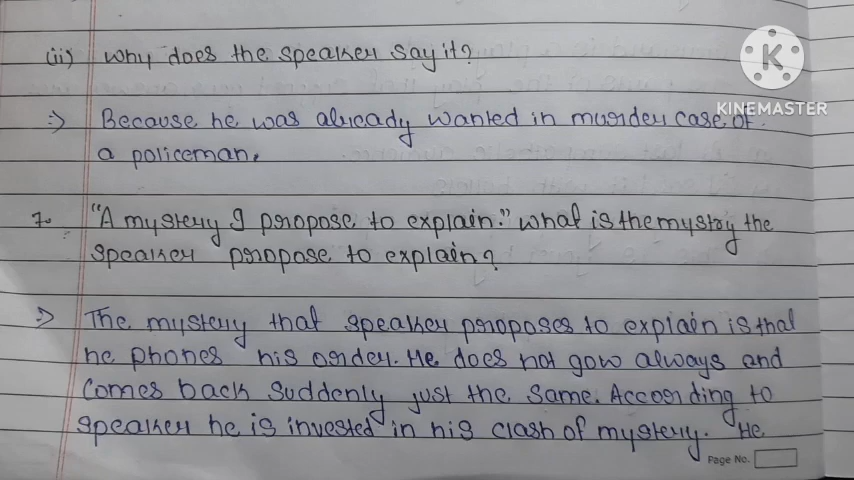 (ii) Why does the speaker say it?
K
KINEMASTER
=> Because he was already wanted in murder case of
a policeman.
7. "A mystery I propose to explain." What is the mystry the
speaker propose to explain?
=> The mystery that speaker proposes to explain is that
he phones his order. He does not gow always and
comes back suddenly just the same. According to
speaker he is invested in his clash of mystery. He
Page No.